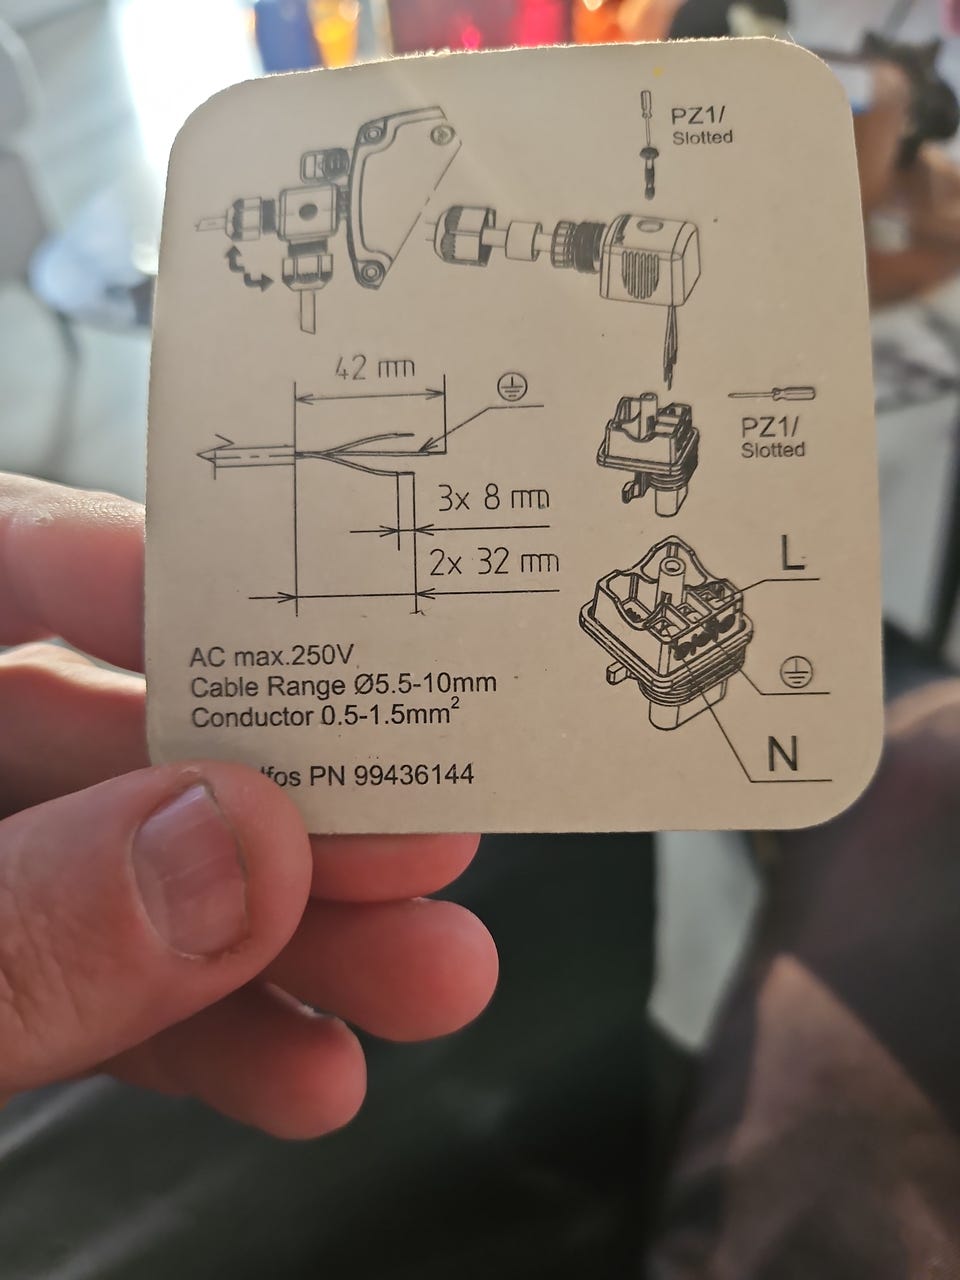 PZ1/
Slotted
42 mm
PZ1/
Slotted
3x 8 mm
2x 32 mm
L
N
AC max.250V
Cable Range Ø5.5-10mm
Conductor 0.5-1.5mm²
PN 99436144